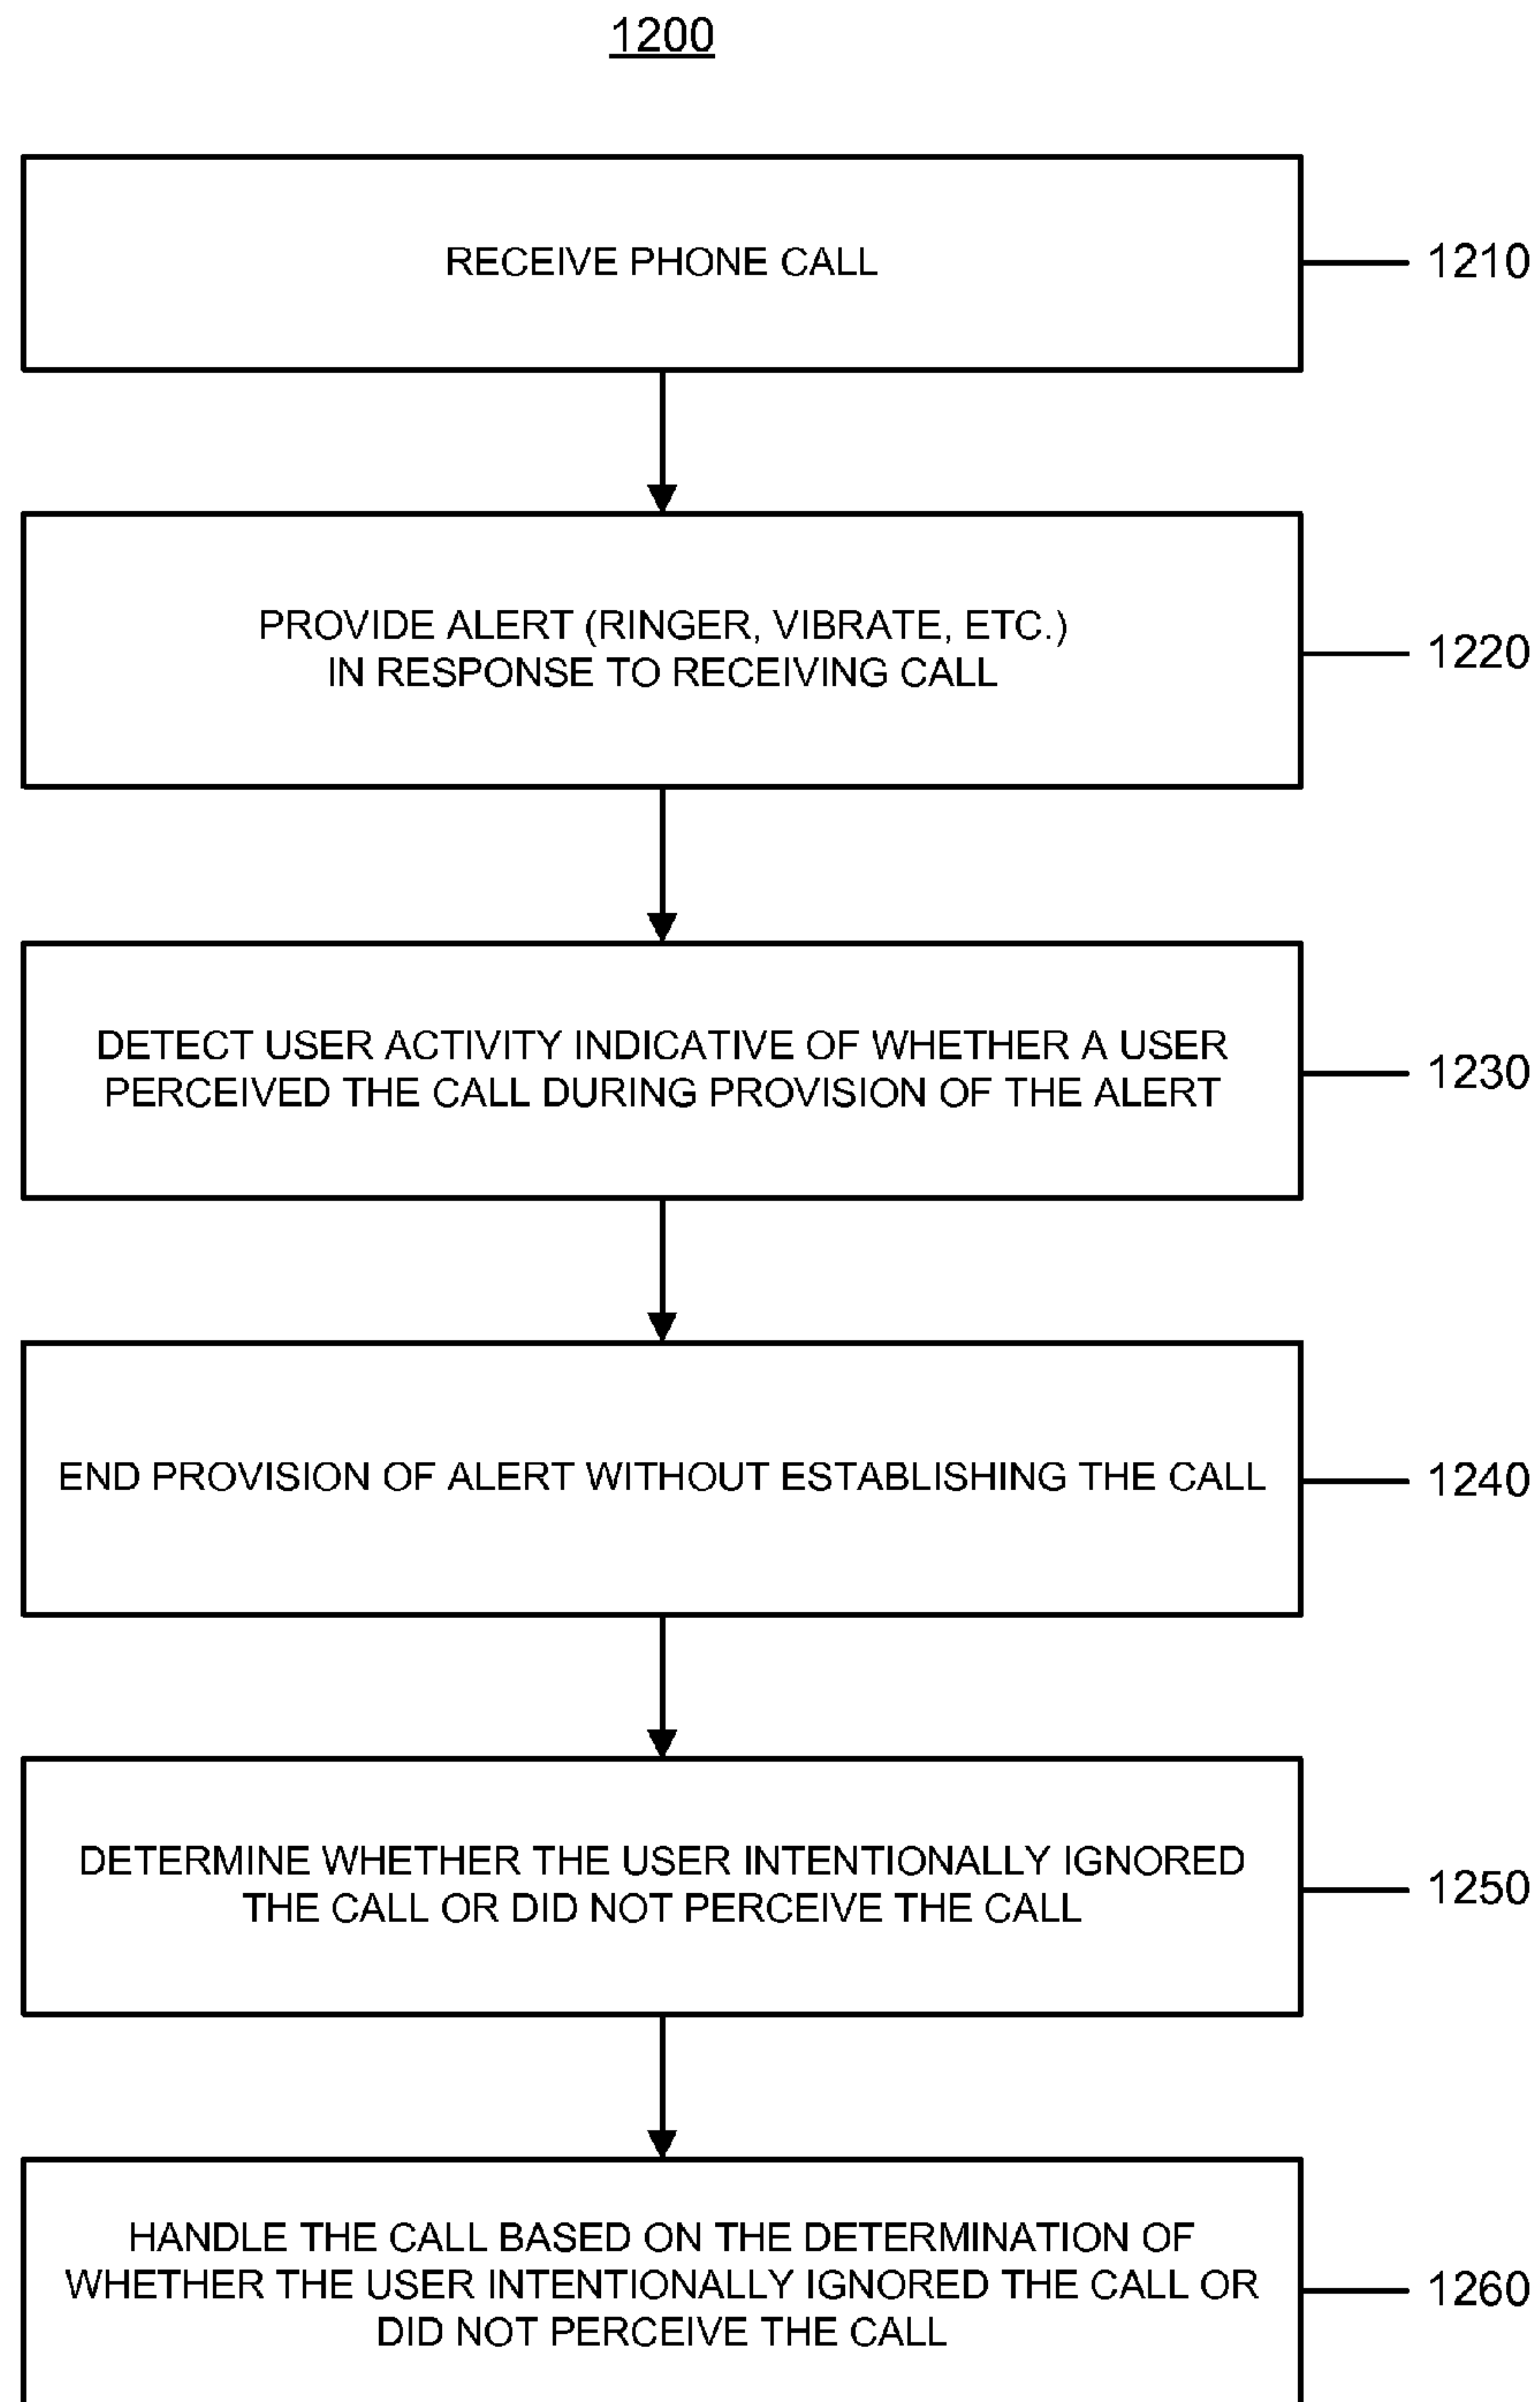 1200
RECEIVE PHONE CALL
1210
PROVIDE ALERT (RINGER, VIBRATE, ETC.)
IN RESPONSE TO RECEIVING CALL
1220
DETECT USER ACTIVITY INDICATIVE OF WHETHER A USER
PERCEIVED THE CALL DURING PROVISION OF THE ALERT
1230
END PROVISION OF ALERT WITHOUT ESTABLISHING THE CALL
1240
DETERMINE WHETHER THE USER INTENTIONALLY IGNORED
THE CALL OR DID NOT PERCEIVE THE CALL
1250
HANDLE THE CALL BASED ON THE DETERMINATION OF
WHETHER THE USER INTENTIONALLY IGNORED THE CALL OR
DID NOT PERCEIVE THE CALL
1260